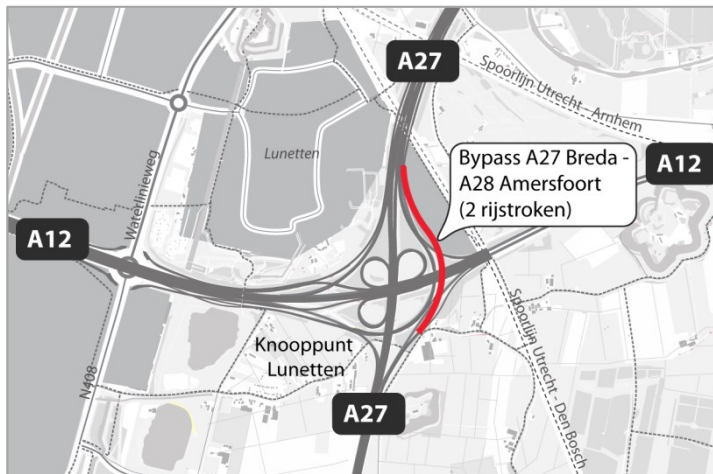 A27
Spoorlijn Utrecht - Arnhem
Waterlinieweg
Lunetten
Bypass A27 Breda -
A28 Amersfoort
(2 rijstroken)
A12
A12
Spoorlijn Utrecht - Den Bosch
Knooppunt
Lunetten
N408
A27